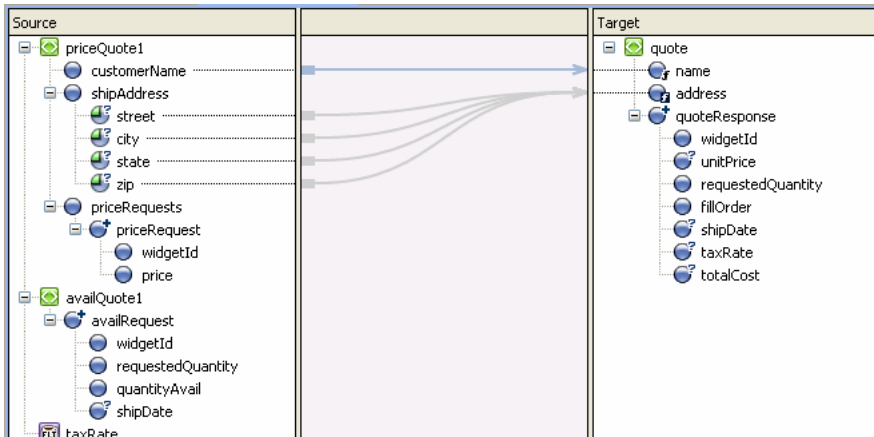 Source
priceQuote1
customerName
shipAddress
street
city
state
zip
priceRequests
priceRequest
widgetId
price
availQuote1
availRequest
widgetId
requestedQuantity
quantityAvail
shipDate
FLT taxRate
Target
quote
name
address
quoteResponse
widgetId
unitPrice
requestedQuantity
fillOrder
shipDate
taxRate
totalCost